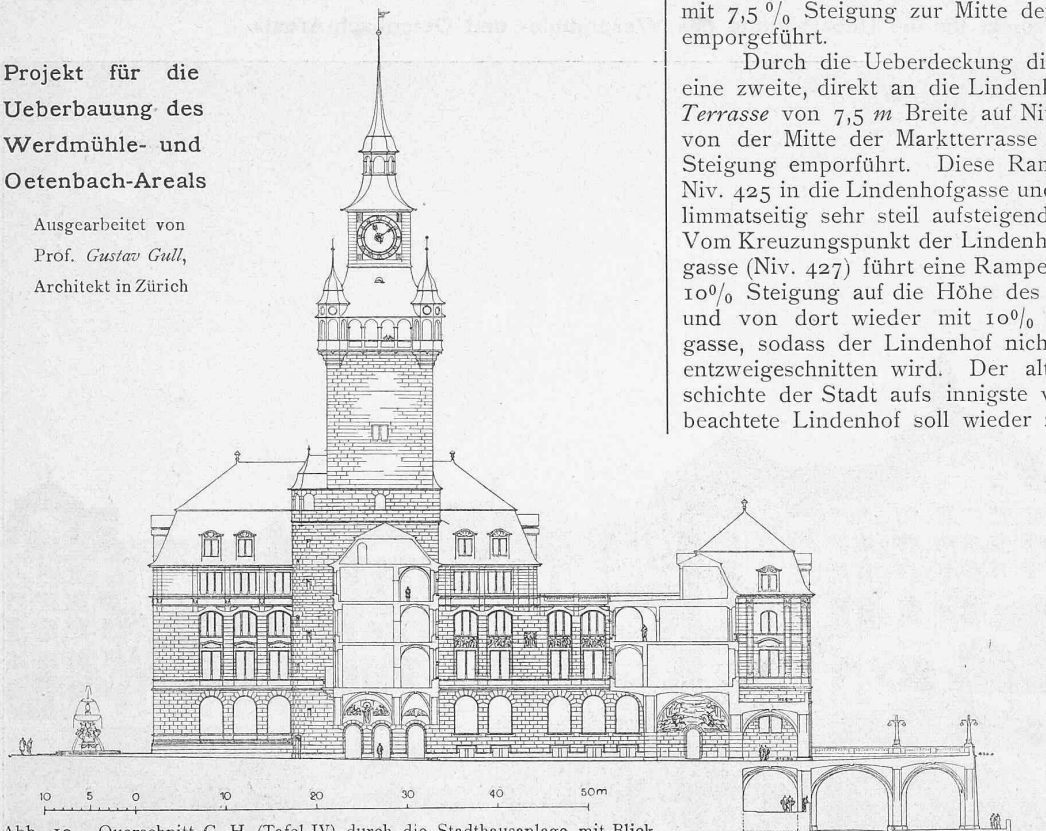 Projekt für die
Ueberbauung des
Werdmühle- und
Oetenbach-Areals
Ausgearbeitet von
Prof. Gustav Gull,
Architekt in Zürich
mit 7,5 % Steigung zur Mitte de
emporgeführt.
Durch die Ueberdeckung di
eine zweite, direkt an die Lindenl
Terrasse von 7,5 m Breite auf Ni
von der Mitte der Marktterrasse
Steigung emporführt. Diese Ra
Niv. 425 in die Lindenhofgasse und
limmatseitig sehr steil aufsteigend
Vom Kreuzungspunkt der Lindenh
gasse (Niv. 427) führt eine Rampe
10% Steigung auf die Höhe des
und von dort wieder mit 10%
gasse, sodass der Lindenhof nich
entzweigeschnitten wird. Der alt
schichte der Stadt aufs innigste v
beachtete Lindenhof soll wieder
10 5 0 10 20 30 40 50m
Abb. 10. Querschnitt G-H (Tafel IV) durch die Stadthausanlage mit Blick